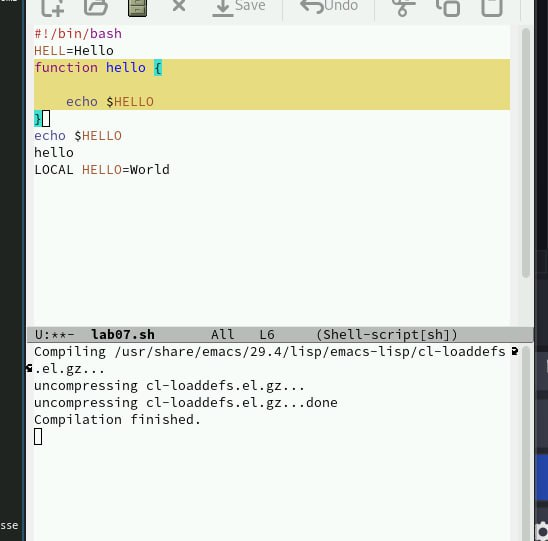 Save Undo
#!/bin/bash
HELL=Hello
function hello {
    echo $HELLO
}
echo $HELLO
hello
LOCAL HELLO=World
U:**-  lab07.sh       All   L6     (Shell-script[sh])
Compiling /usr/share/emacs/29.4/lisp/emacs-lisp/cl-loaddefs
.el.gz...
uncompressing cl-loaddefs.el.gz...
uncompressing cl-loaddefs.el.gz...done
Compilation finished.
sse